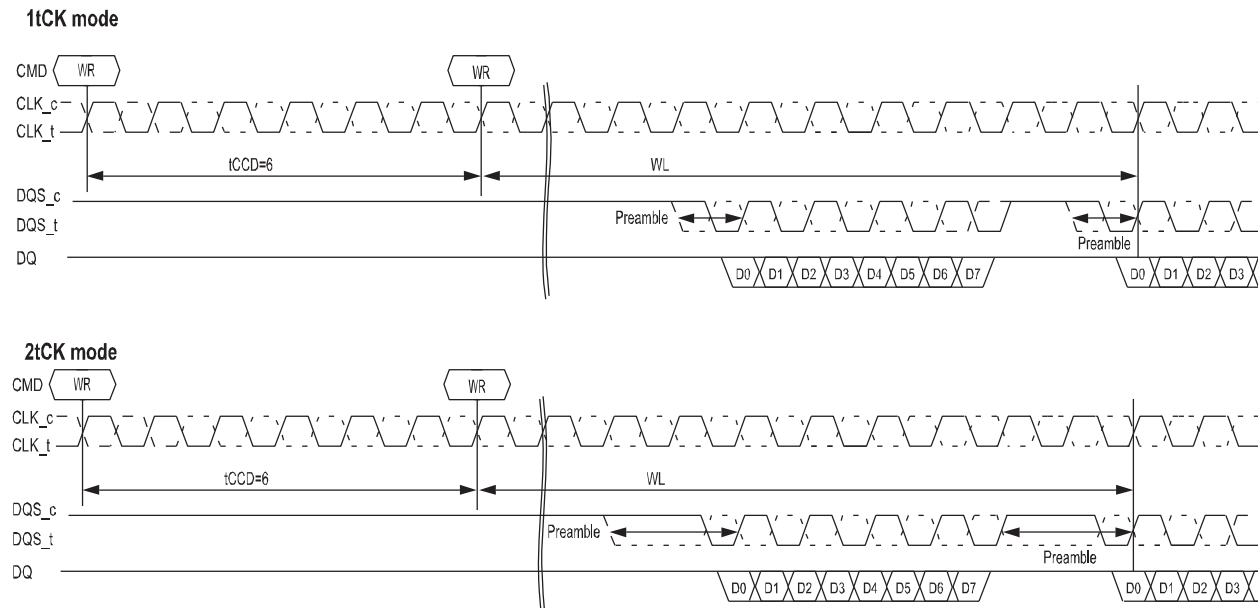 1tCK mode
CMD WR WR
CLK_c
CLK_t
tCCD=6 WL
DQS_c
Preamble
DQS_t
Preamble
DQ
D0 D1 D2 D3 D4 D5 D6 D7 D0 D1 D2 D3
2tCK mode
CMD WR WR
CLK_c
CLK_t
tCCD=6 WL
DQS_c
Preamble
DQS_t
Preamble
DQ
D0 D1 D2 D3 D4 D5 D6 D7 D0 D1 D2 D3